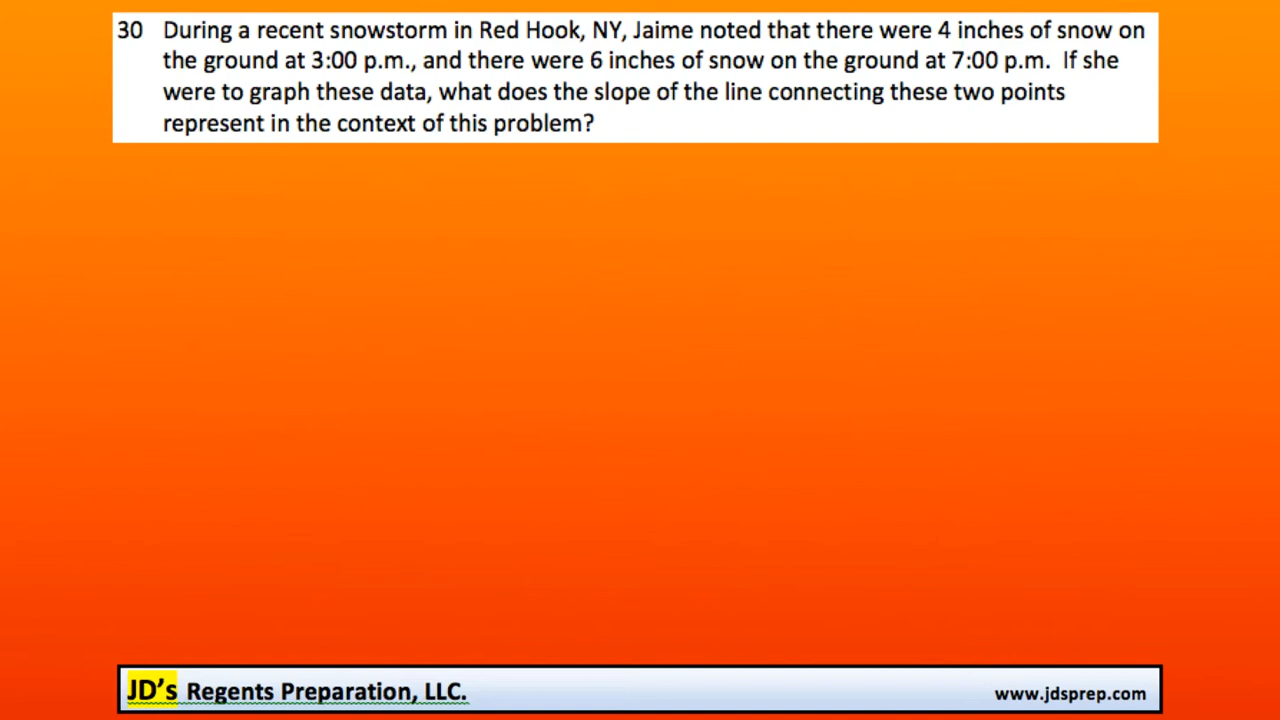 30 During a recent snowstorm in Red Hook, NY, Jaime noted that there were 4 inches of snow on
the ground at 3:00 p.m., and there were 6 inches of snow on the ground at 7:00 p.m. If she
were to graph these data, what does the slope of the line connecting these two points
represent in the context of this problem?
JD's Regents Preparation, LLC. www.jdsprep.com